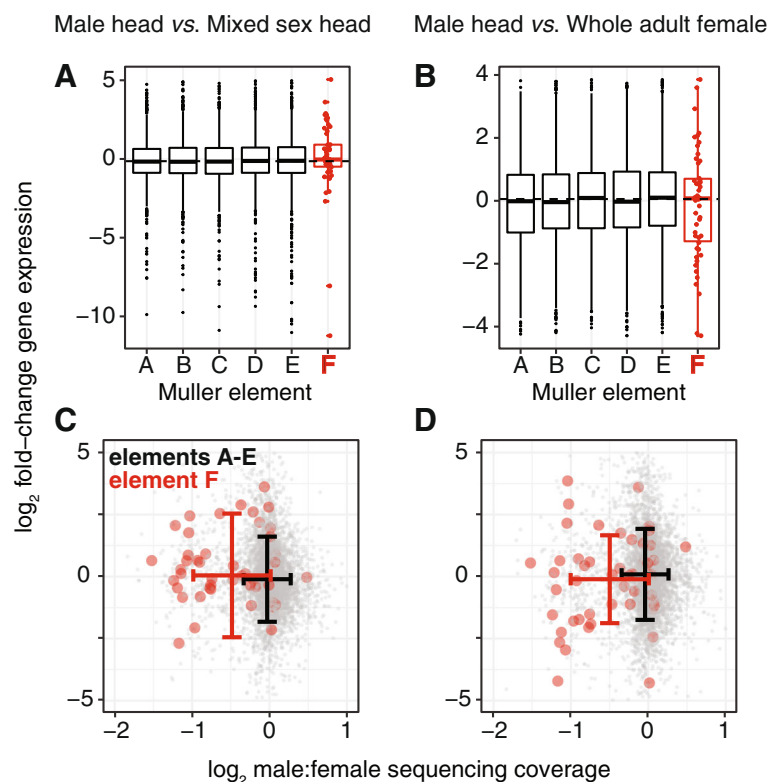 Male head vs. Mixed sex head
Male head vs. Whole adult female
A
B
5
0
−5
−10
4
2
0
−2
−4
A B C D E F
A B C D E F
Muller element
Muller element
log2 fold−change gene expression
C
D
elements A-E
element F
5
0
−5
5
0
−5
−2 −1 0 1
−2 −1 0 1
log2 male:female sequencing coverage